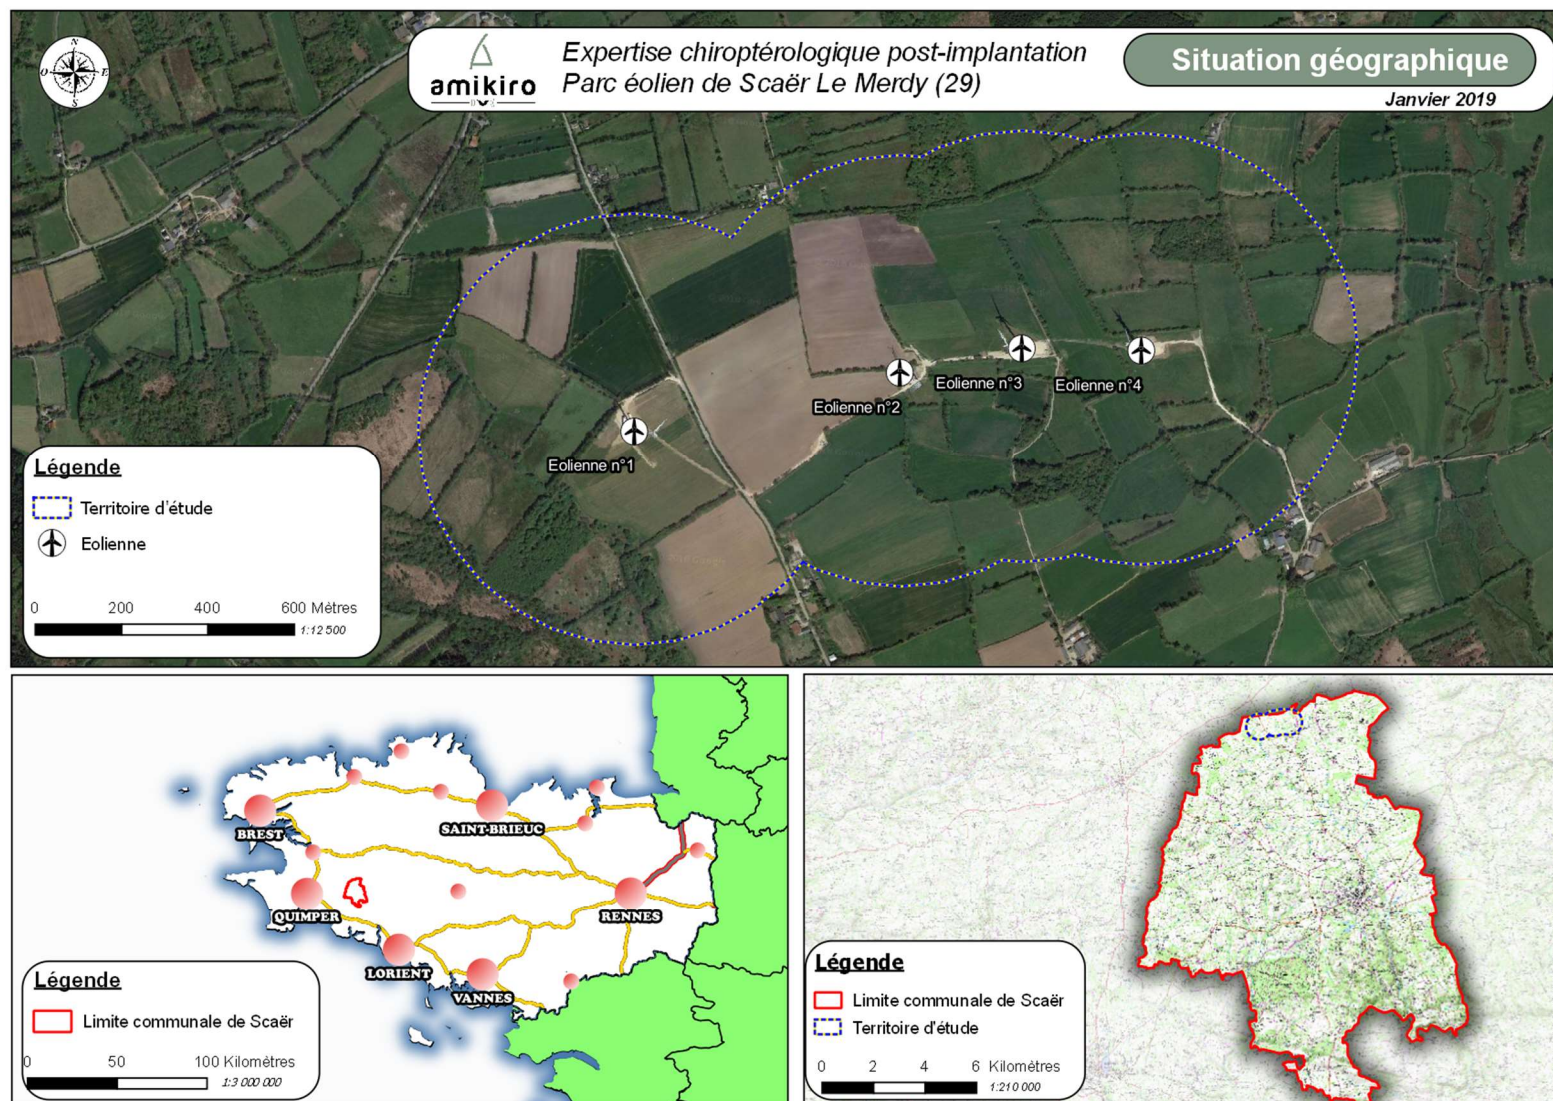 N
O
E
S
amikiro
Expertise chiroptérologique post-implantation
Parc éolien de Scaër Le Merdy (29)
Situation géographique
Janvier 2019
Eolienne n°1
Eolienne n°2
Eolienne n°3
Eolienne n°4
Légende
Territoire d'étude
Eolienne
0 200 400 600 Mètres
1:12 500
BREST
SAINT-BRIEUC
QUIMPER
RENNES
LORIENT
VANNES
Légende
Limite communale de Scaër
0 50 100 Kilomètres
1:3 000 000
Légende
Limite communale de Scaër
Territoire d'étude
0 2 4 6 Kilomètres
1:210 000